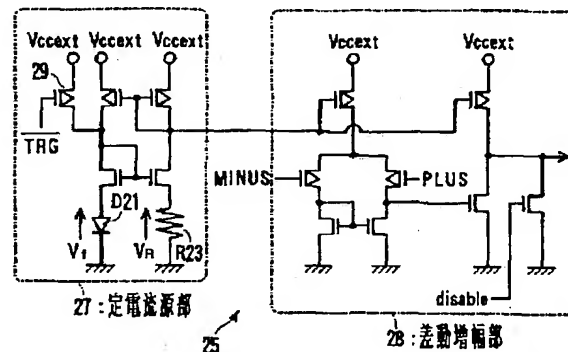 Vccext Vccext Vccext
29
TRG
D21
Vf
VR
R23
27:定電流源部
25
Vccext
Vccext
MINUS
PLUS
disable
28:差動増幅部